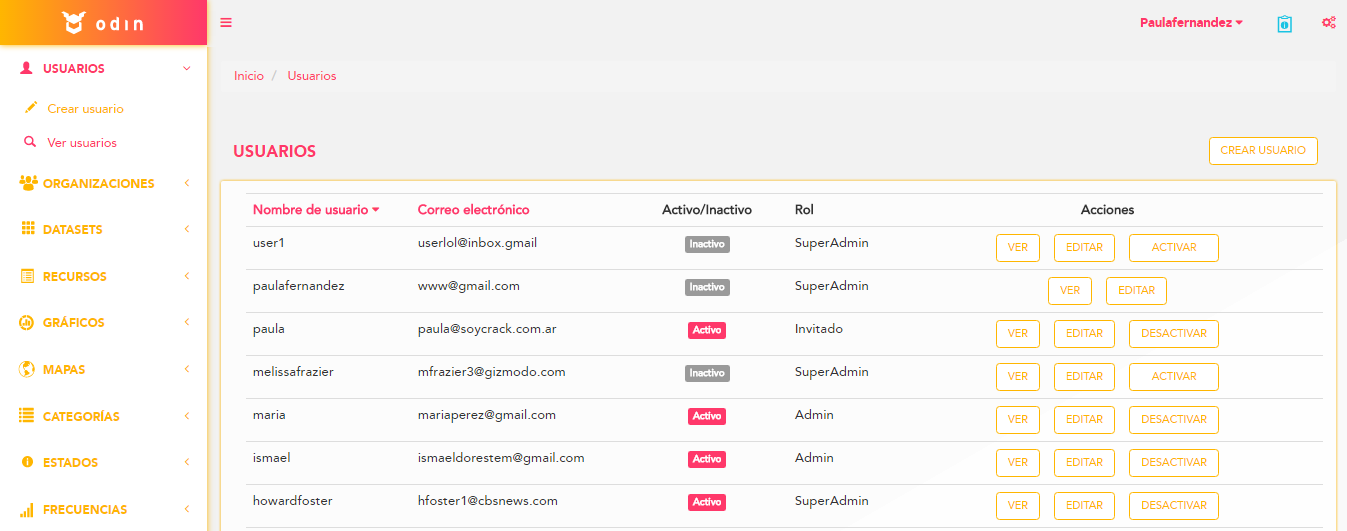 odin
Paulafernandez
USUARIOS
Crear usuario
Ver usuarios
ORGANIZACIONES
DATASETS
RECURSOS
GRÁFICOS
MAPAS
CATEGORÍAS
ESTADOS
FRECUENCIAS
Inicio / Usuarios
USUARIOS
CREAR USUARIO
Nombre de usuario Correo electrónico Activo/Inactivo Rol Acciones
user1 userlol@inbox.gmail Inactivo SuperAdmin VER EDITAR ACTIVAR
paulafernandez www@gmail.com Inactivo SuperAdmin VER EDITAR
paula paula@soycrack.com.ar Activo Invitado VER EDITAR DESACTIVAR
melissafrazier mfrazier3@gizmodo.com Inactivo SuperAdmin VER EDITAR ACTIVAR
maria mariaperez@gmail.com Activo Admin VER EDITAR DESACTIVAR
ismael ismaeldorestem@gmail.com Activo Admin VER EDITAR DESACTIVAR
howardfoster hfoster1@cbsnews.com Activo SuperAdmin VER EDITAR DESACTIVAR